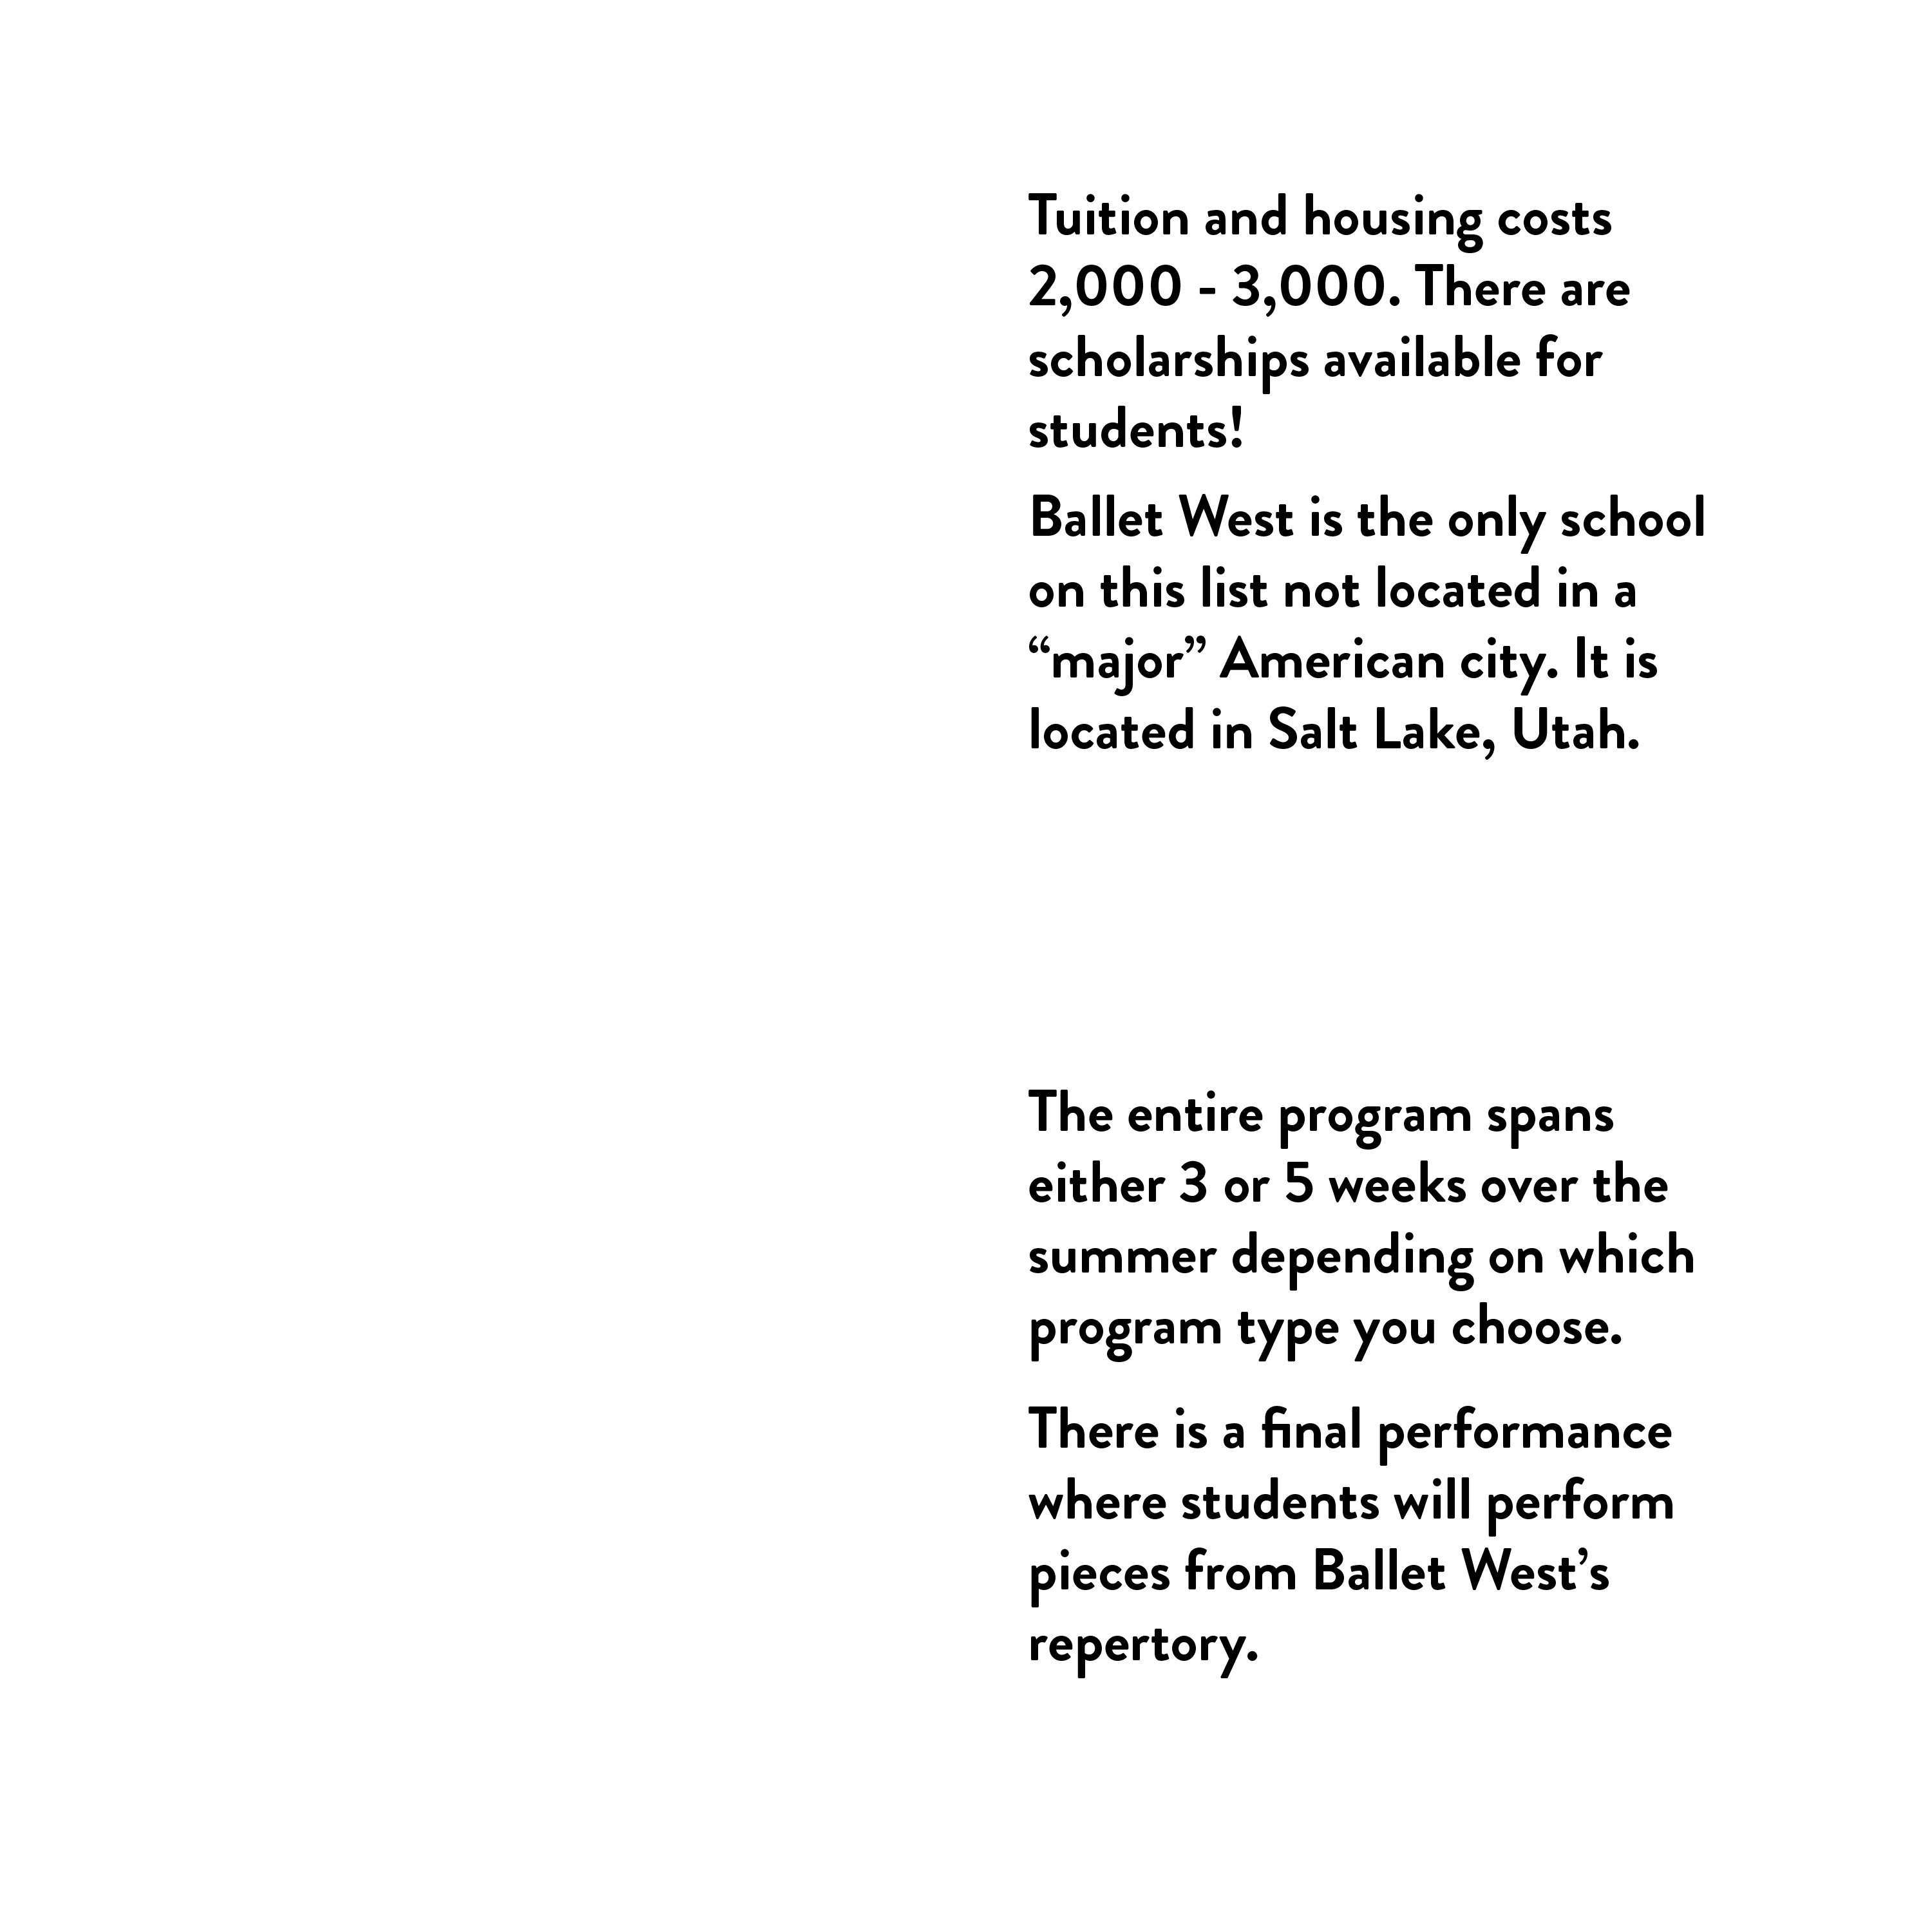 Tuition and housing costs
2,000 - 3,000. There are
scholarships available for
students!
Ballet West is the only school
on this list not located in a
“major” American city. It is
located in Salt Lake, Utah.
The entire program spans
either 3 or 5 weeks over the
summer depending on which
program type you choose.
There is a final performance
where students will perform
pieces from Ballet West’s
repertory.